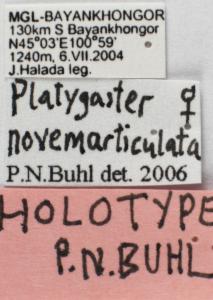 MGL-BAYANKHONGOR
130km S Bayankhongor
N45°03'E100°59'
1240m, 6.VII.2004
J.Halada leg.
Platygaster ♀
novemarticulata
P.N.Buhl det. 2006
HOLOTYPE
P.N.BUHL